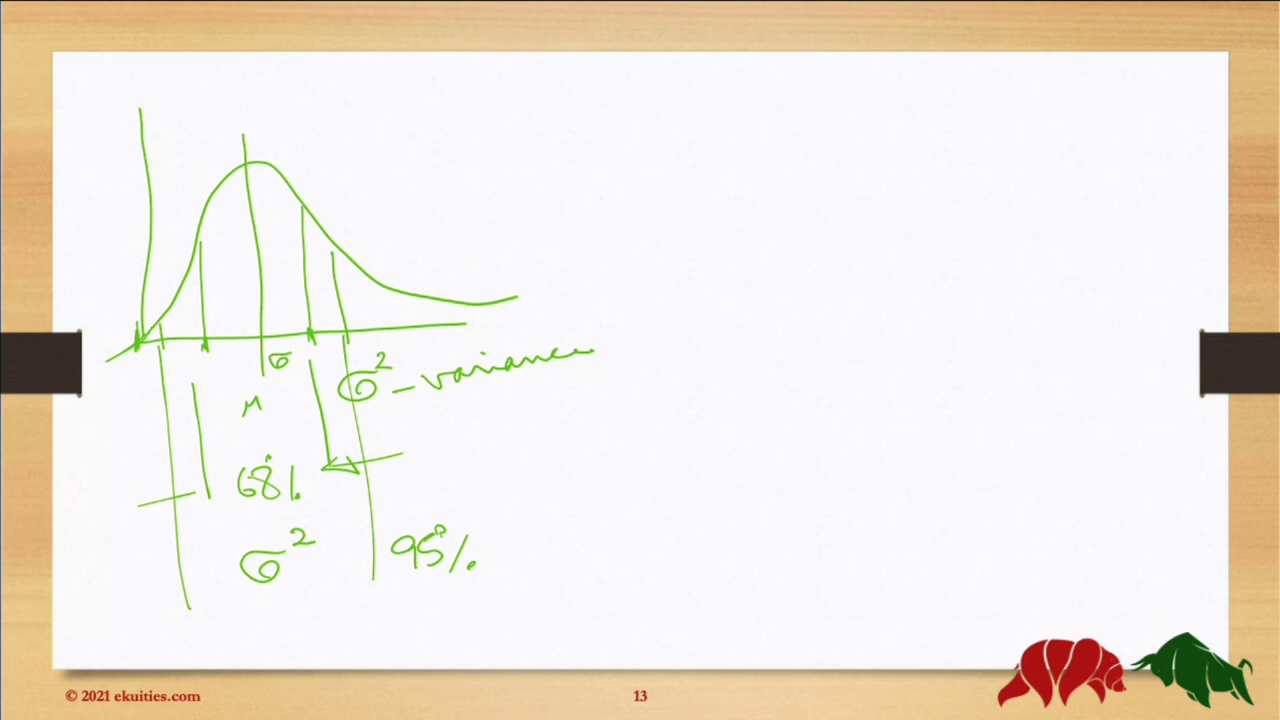 σ
σ² – variance
μ
68%
σ²
95%
© 2021 ekuities.com
13